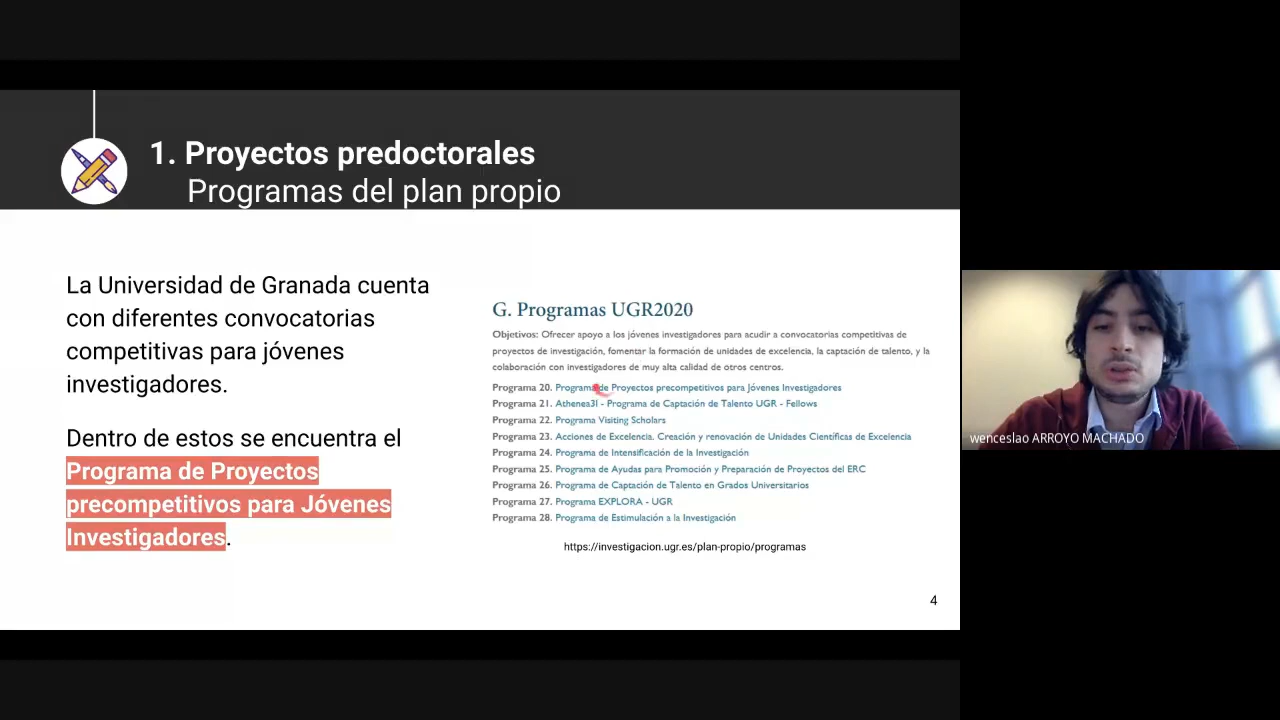 1. Proyectos predoctorales
Programas del plan propio
La Universidad de Granada cuenta
con diferentes convocatorias
competitivas para jóvenes
investigadores.
Dentro de estos se encuentra el
Programa de Proyectos
precompetitivos para Jóvenes
Investigadores.
G. Programas UGR2020
Objetivos: Ofrecer apoyo a los jóvenes investigadores para acudir a convocatorias competitivas de
proyectos de investigación, fomentar la formación de unidades de excelencia, la captación de talento, y la
colaboración con investigadores de muy alta calidad de otros centros.
Programa 20. Programa de Proyectos precompetitivos para Jóvenes Investigadores
Programa 21. Athenea3I - Programa de Captación de Talento UGR - Fellows
Programa 22. Programa Visiting Scholars
Programa 23. Acciones de Excelencia. Creación y renovación de Unidades Científicas de Excelencia
Programa 24. Programa de Intensificación de la Investigación
Programa 25. Programa de Ayudas para Promoción y Preparación de Proyectos del ERC
Programa 26. Programa de Captación de Talento en Grados Universitarios
Programa 27. Programa EXPLORA - UGR
Programa 28. Programa de Estimulación a la Investigación
https://investigacion.ugr.es/plan-propio/programas
4
wenceslao ARROYO MACHADO